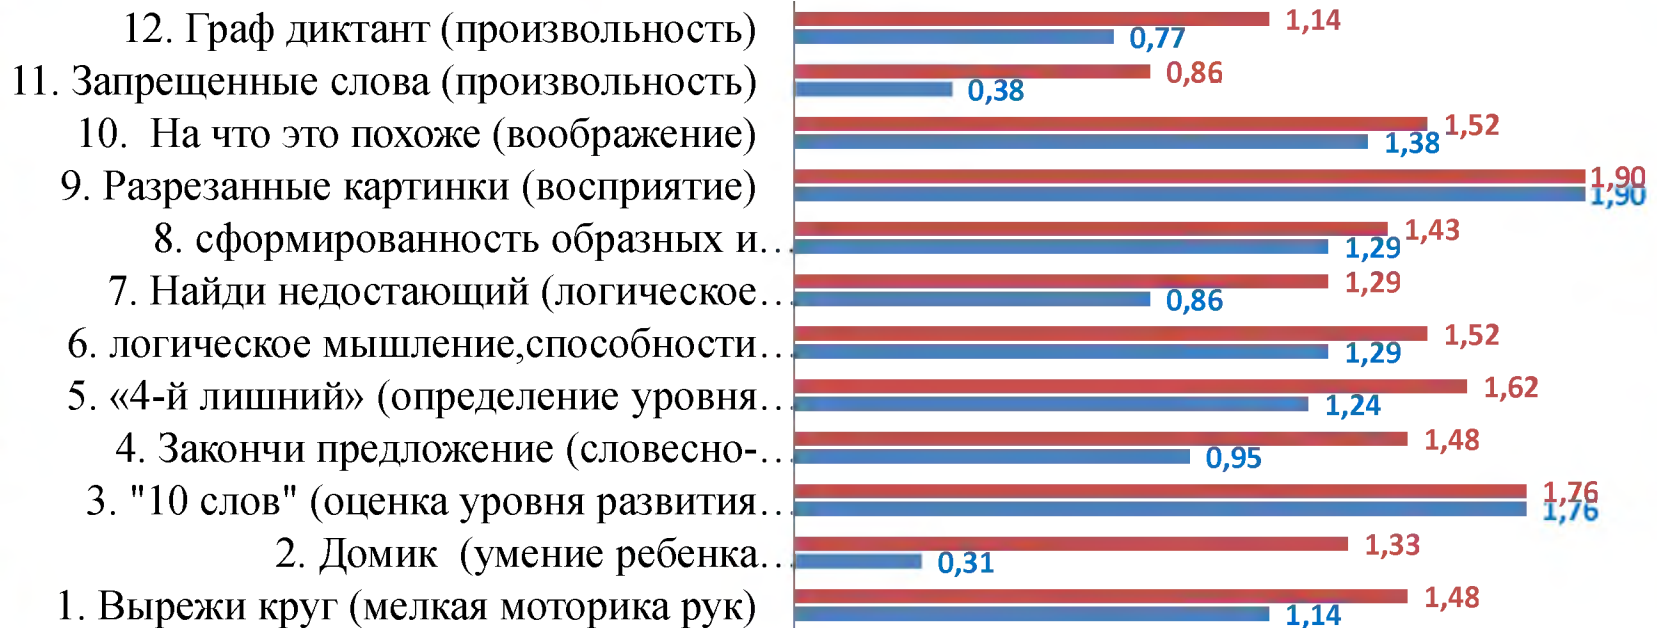 12. Граф диктант (произвольность)
1,14
0,77
11. Запрещенные слова (произвольность)
0,86
0,38
10. На что это похоже (воображение)
1,52
1,38
9. Разрезанные картинки (восприятие)
1,90
1,90
8. сформированность образных и…
1,43
1,29
7. Найди недостающий (логическое…
1,29
0,86
6. логическое мышление,способности…
1,52
1,29
5. «4-й лишний» (определение уровня…
1,62
1,24
4. Закончи предложение (словесно-…
1,48
0,95
3. "10 слов" (оценка уровня развития…
1,76
1,76
2. Домик (умение ребенка…
1,33
0,31
1. Вырежи круг (мелкая моторика рук)
1,48
1,14